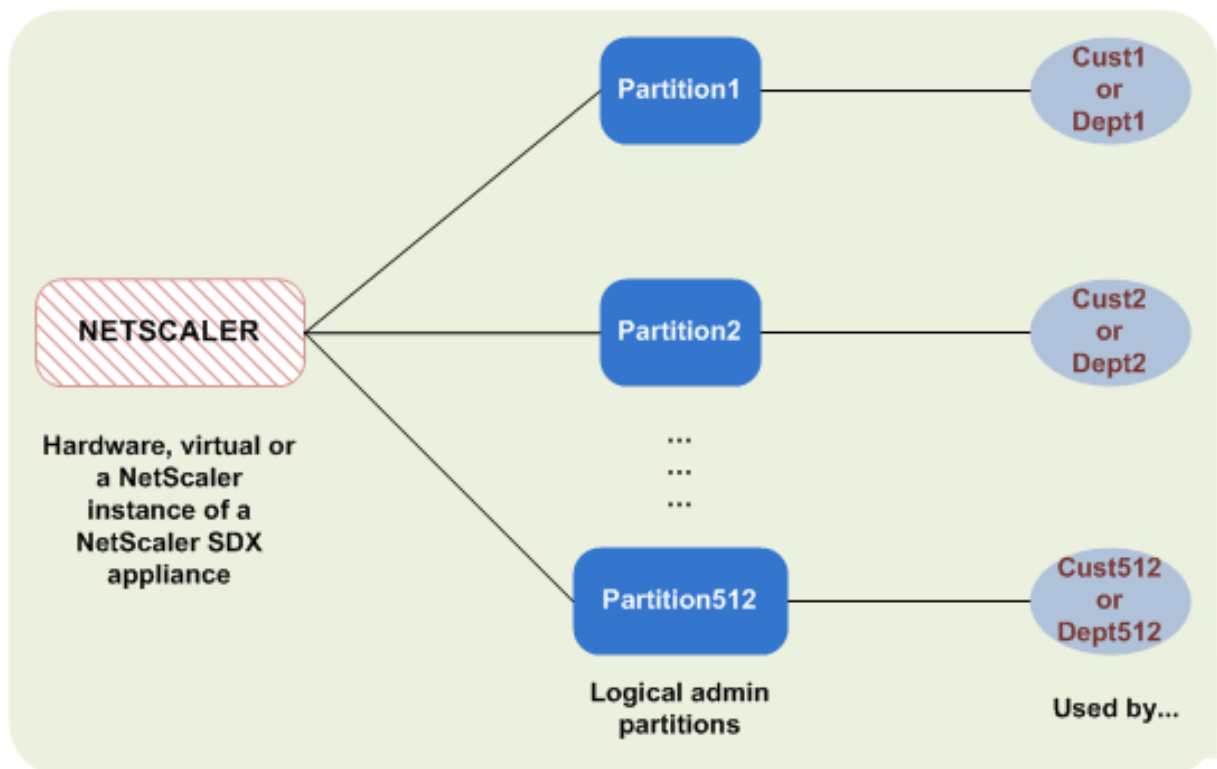 Partition1
Cust1
or
Dept1
NETSCALER
Partition2
Cust2
or
Dept2
Hardware, virtual or
a NetScaler
instance of a
NetScaler SDX
appliance
...
...
...
Partition512
Cust512
or
Dept512
Logical admin
partitions
Used by...